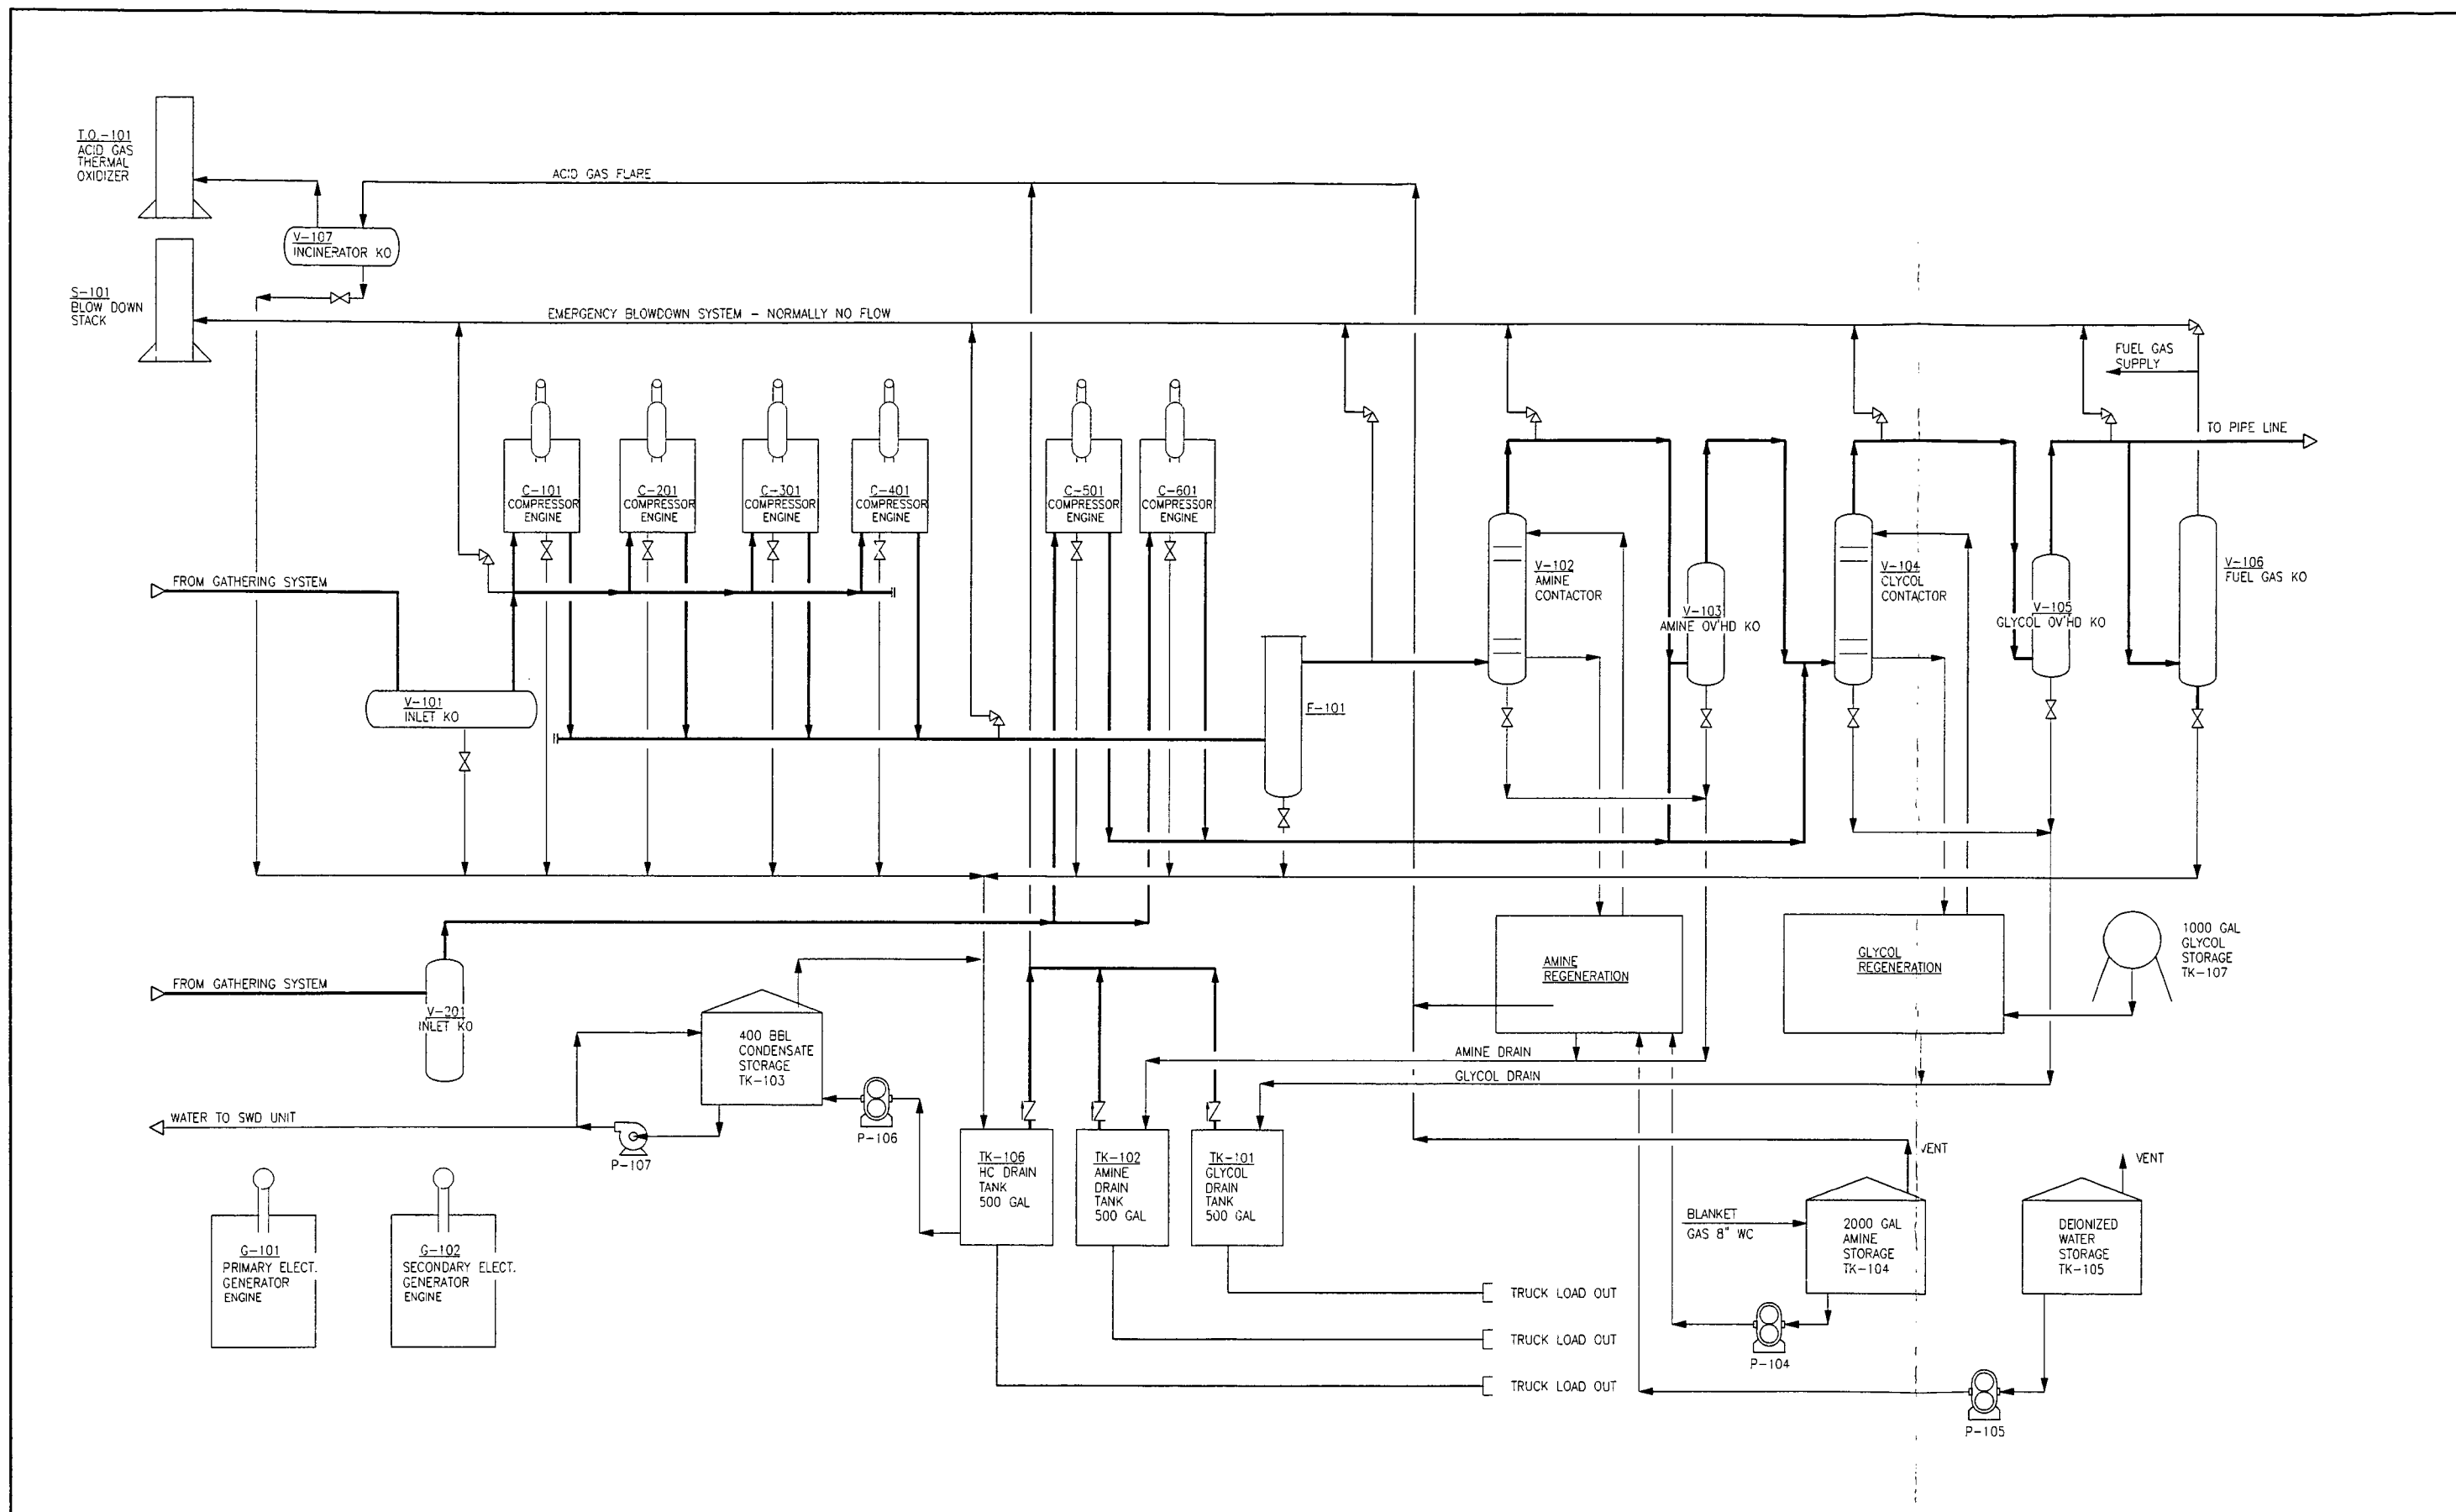 T.O.-101
ACID GAS
THERMAL
OXIDIZER
ACID GAS FLARE
V-107
INCINERATOR KO
S-101
BLOW DOWN
STACK
EMERGENCY BLOWDOWN SYSTEM - NORMALLY NO FLOW
FUEL GAS
SUPPLY
TO PIPE LINE
C-101
COMPRESSOR
ENGINE
C-201
COMPRESSOR
ENGINE
C-301
COMPRESSOR
ENGINE
C-401
COMPRESSOR
ENGINE
C-501
COMPRESSOR
ENGINE
C-601
COMPRESSOR
ENGINE
FROM GATHERING SYSTEM
V-101
INLET KO
F-101
V-102
AMINE
CONTACTOR
V-103
AMINE OV'HD KO
V-104
CLYCOL
CONTACTOR
V-105
GLYCOL OV'HD KO
V-106
FUEL GAS KO
FROM GATHERING SYSTEM
V-201
INLET KO
400 BBL
CONDENSATE
STORAGE
TK-103
AMINE
REGENERATION
GLYCOL
REGENERATION
1000 GAL
GLYCOL
STORAGE
TK-107
AMINE DRAIN
GLYCOL DRAIN
WATER TO SWD UNIT
P-107
P-106
TK-106
HC DRAIN
TANK
500 GAL
TK-102
AMINE
DRAIN
TANK
500 GAL
TK-101
GLYCOL
DRAIN
TANK
500 GAL
VENT
VENT
BLANKET
GAS 8" WC
2000 GAL
AMINE
STORAGE
TK-104
DEIONIZED
WATER
STORAGE
TK-105
G-101
PRIMARY ELECT.
GENERATOR
ENGINE
G-102
SECONDARY ELECT.
GENERATOR
ENGINE
TRUCK LOAD OUT
TRUCK LOAD OUT
TRUCK LOAD OUT
P-104
P-105